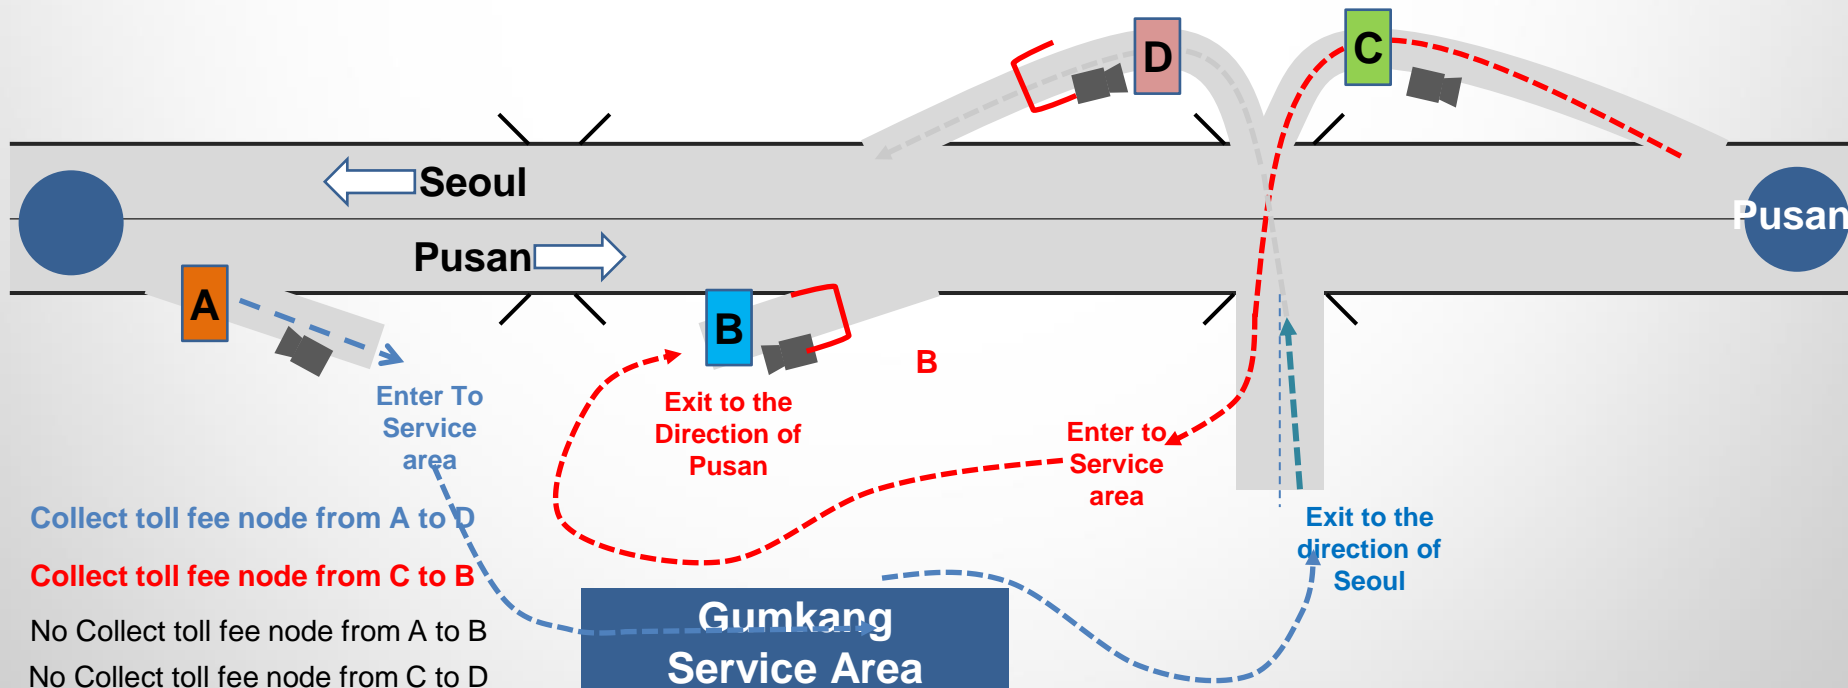 D
C
Seoul
Pusan
Pusan
A
B
B
Enter To
Service
area
Exit to the
Direction of
Pusan
Enter to
Service
area
Collect toll fee node from A to D
Exit to the
direction of
Seoul
Collect toll fee node from C to B
No Collect toll fee node from A to B
No Collect toll fee node from C to D
Gumkang
Service Area